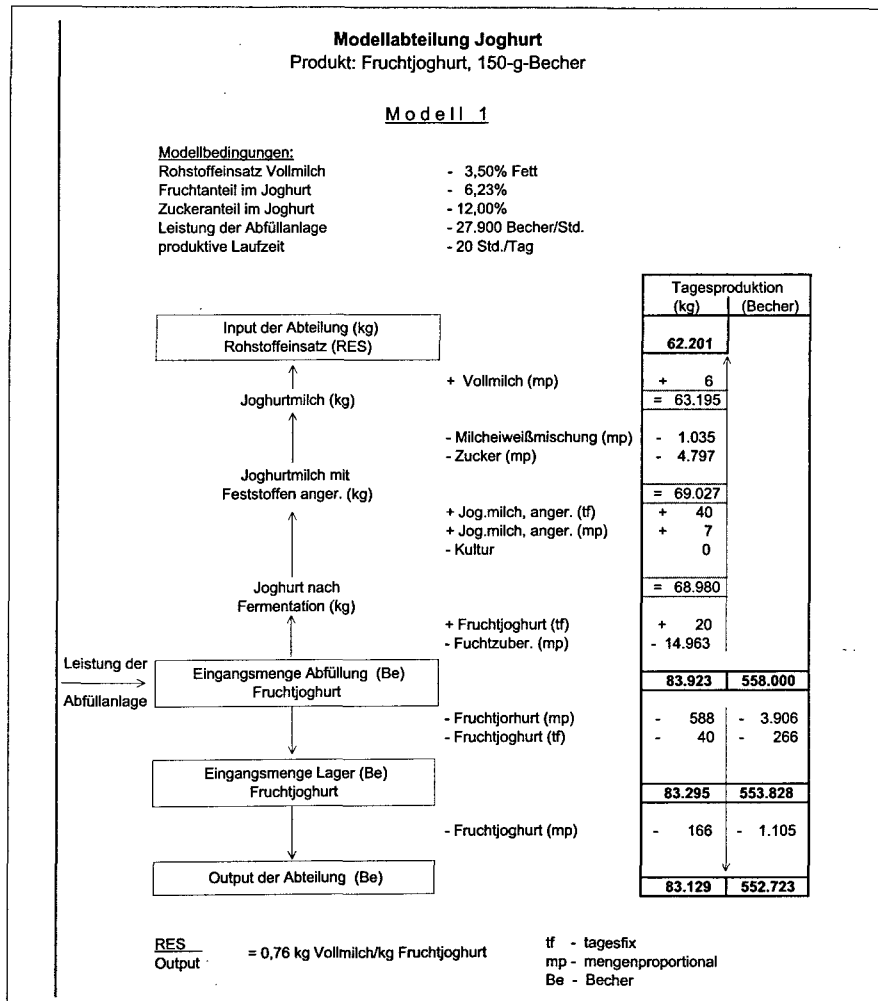 Modellabteilung Joghurt
Produkt: Fruchtjoghurt, 150-g-Becher
Modell 1
Modellbedingungen:
Rohstoffeinsatz Vollmilch - 3,50% Fett
Fruchtanteil im Joghurt - 6,23%
Zuckeranteil im Joghurt - 12,00%
Leistung der Abfüllanlage - 27.900 Becher/Std.
produktive Laufzeit - 20 Std./Tag
Tagesproduktion
(kg) (Becher)
Input der Abteilung (kg)
Rohstoffeinsatz (RES)
62.201
+ Vollmilch (mp) + 6
Joghurtmilch (kg) = 63.195
- Milcheiweißmischung (mp) - 1.035
- Zucker (mp) - 4.797
Joghurtmilch mit
Feststoffen anger. (kg) = 69.027
+ Jog.milch, anger. (tf) + 40
+ Jog.milch, anger. (mp) + 7
- Kultur 0
Joghurt nach = 68.980
Fermentation (kg)
+ Fruchtjoghurt (tf) + 20
- Fuchtzuber. (mp) - 14.963
Leistung der
Abfüllanlage
Eingangsmenge Abfüllung (Be) 83.923 558.000
Fruchtjoghurt
- Fruchtjorhurt (mp) - 588 - 3.906
- Fruchtjoghurt (tf) - 40 - 266
Eingangsmenge Lager (Be)
Fruchtjoghurt 83.295 553.828
- Fruchtjoghurt (mp) - 166 - 1.105
Output der Abteilung (Be) 83.129 552.723
RES
Output
= 0,76 kg Vollmilch/kg Fruchtjoghurt
tf - tagesfix
mp - mengenproportional
Be - Becher